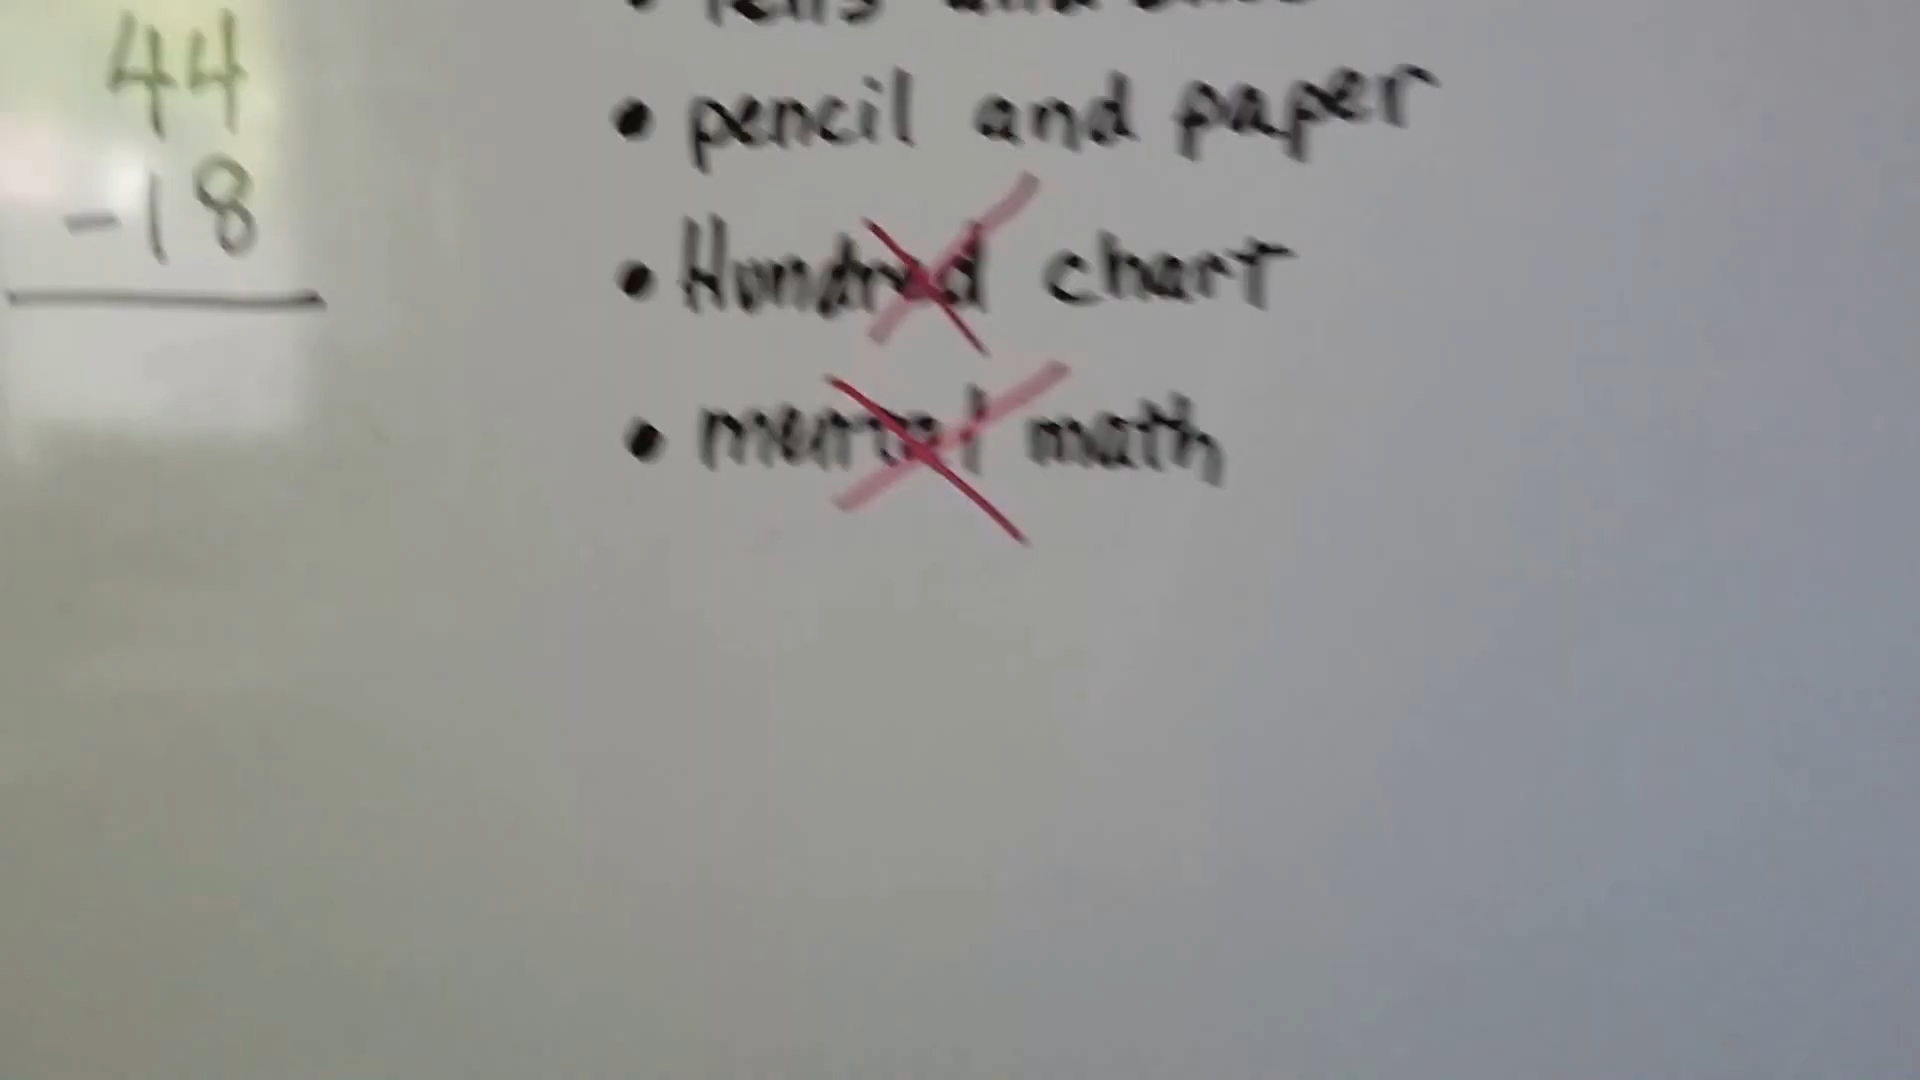 44
-18
• pencil and paper
• Hundred chart
• mental math